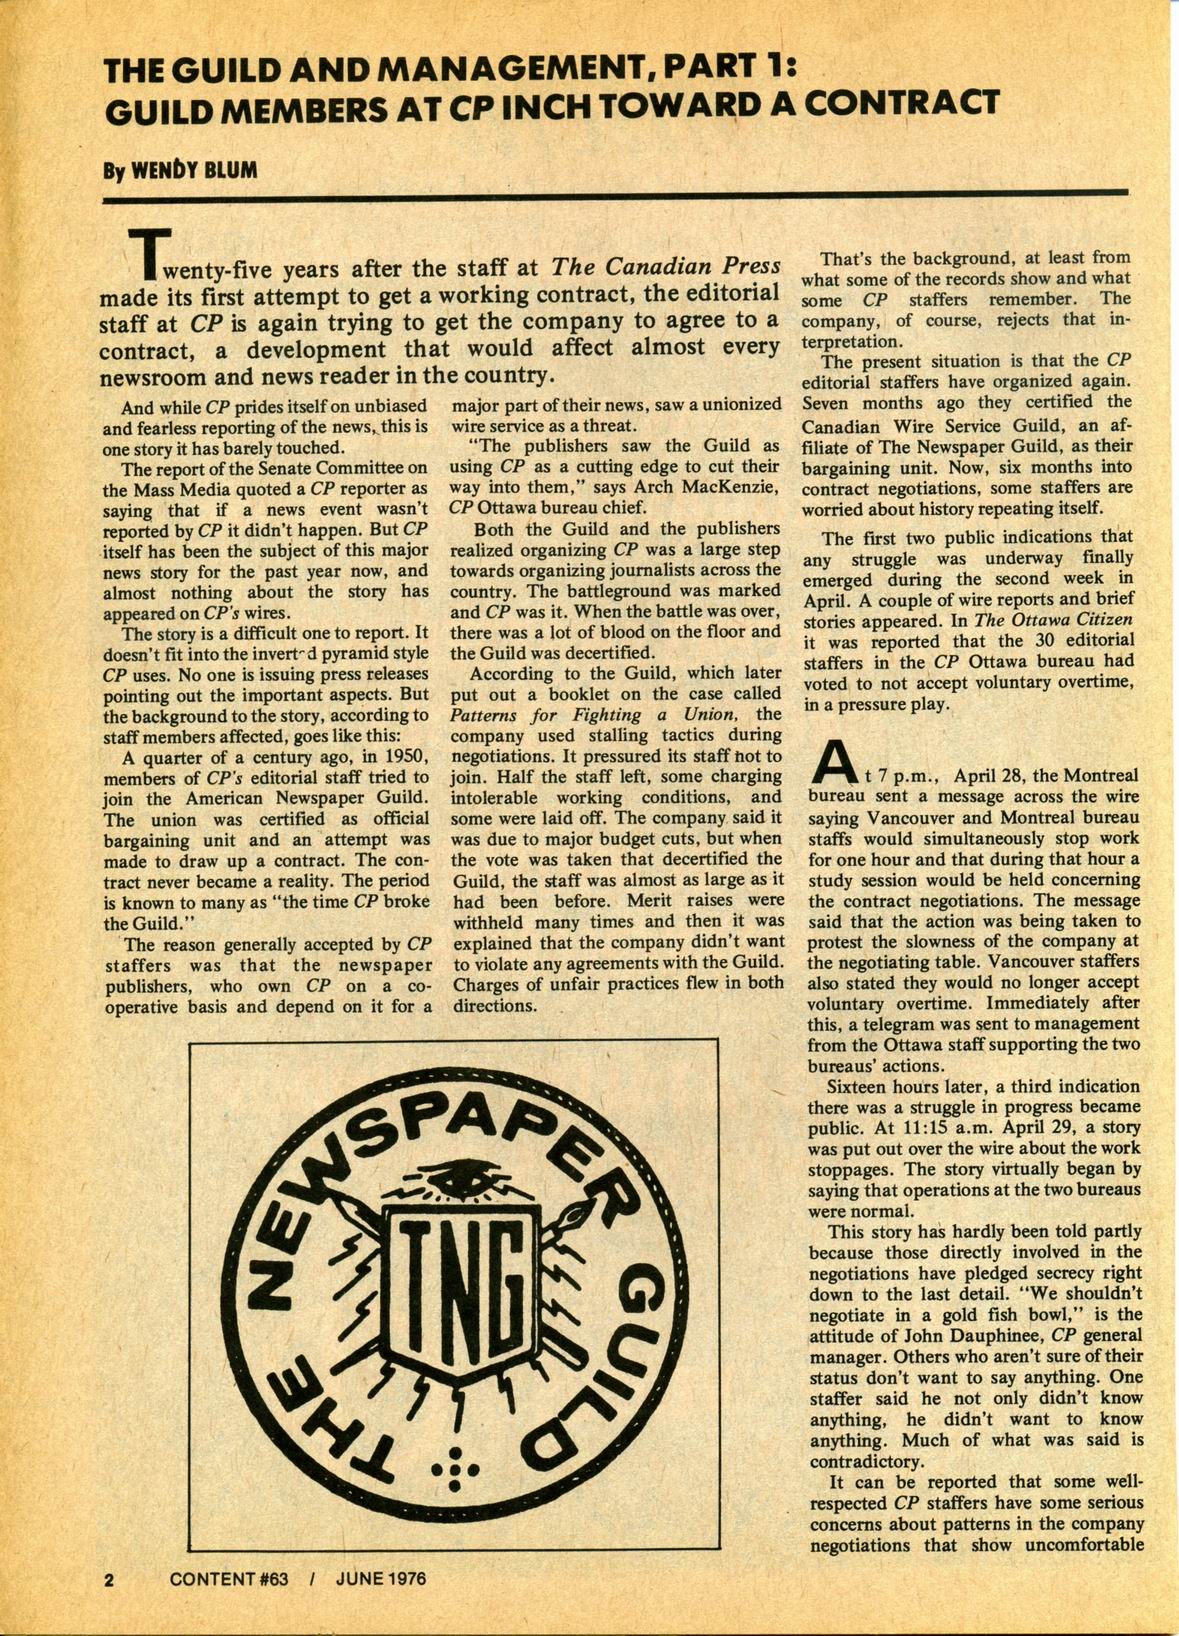 THE GUILD AND MANAGEMENT, PART 1:
GUILD MEMBERS AT CP INCH TOWARD A CONTRACT
By WENDY BLUM
Twenty-five years after the staff at The Canadian Press
made its first attempt to get a working contract, the editorial
staff at CP is again trying to get the company to agree to a
contract, a development that would affect almost every
newsroom and news reader in the country.
And while CP prides itself on unbiased
and fearless reporting of the news, this is
one story it has barely touched.
The report of the Senate Committee on
the Mass Media quoted a CP reporter as
saying that if a news event wasn't
reported by CP it didn't happen. But CP
itself has been the subject of this major
news story for the past year now, and
almost nothing about the story has
appeared on CP's wires.
The story is a difficult one to report. It
doesn't fit into the invert-d pyramid style
CP uses. No one is issuing press releases
pointing out the important aspects. But
the background to the story, according to
staff members affected, goes like this:
A quarter of a century ago, in 1950,
members of CP's editorial staff tried to
join the American Newspaper Guild.
The union was certified as official
bargaining unit and an attempt was
made to draw up a contract. The con-
tract never became a reality. The period
is known to many as "the time CP broke
the Guild."
The reason generally accepted by CP
staffers was that the newspaper
publishers, who own CP on a co-
operative basis and depend on it for a
major part of their news, saw a unionized
wire service as a threat.
"The publishers saw the Guild as
using CP as a cutting edge to cut their
way into them," says Arch MacKenzie,
CP Ottawa bureau chief.
Both the Guild and the publishers
realized organizing CP was a large step
towards organizing journalists across the
country. The battleground was marked
and CP was it. When the battle was over,
there was a lot of blood on the floor and
the Guild was decertified.
According to the Guild, which later
put out a booklet on the case called
Patterns for Fighting a Union, the
company used stalling tactics during
negotiations. It pressured its staff not to
join. Half the staff left, some charging
intolerable working conditions, and
some were laid off. The company said it
was due to major budget cuts, but when
the vote was taken that decertified the
Guild, the staff was almost as large as it
had been before. Merit raises were
withheld many times and then it was
explained that the company didn't want
to violate any agreements with the Guild.
Charges of unfair practices flew in both
directions.
That's the background, at least from
what some of the records show and what
some CP staffers remember. The
company, of course, rejects that in-
terpretation.
The present situation is that the CP
editorial staffers have organized again.
Seven months ago they certified the
Canadian Wire Service Guild, an af-
filiate of The Newspaper Guild, as their
bargaining unit. Now, six months into
contract negotiations, some staffers are
worried about history repeating itself.
The first two public indications that
any struggle was underway finally
emerged during the second week in
April. A couple of wire reports and brief
stories appeared. In The Ottawa Citizen
it was reported that the 30 editorial
staffers in the CP Ottawa bureau had
voted to not accept voluntary overtime,
in a pressure play.
At 7 p.m., April 28, the Montreal
bureau sent a message across the wire
saying Vancouver and Montreal bureau
staffs would simultaneously stop work
for one hour and that during that hour a
study session would be held concerning
the contract negotiations. The message
said that the action was being taken to
protest the slowness of the company at
the negotiating table. Vancouver staffers
also stated they would no longer accept
voluntary overtime. Immediately after
this, a telegram was sent to management
from the Ottawa staff supporting the two
bureaus' actions.
Sixteen hours later, a third indication
there was a struggle in progress became
public. At 11:15 a.m. April 29, a story
was put out over the wire about the work
stoppages. The story virtually began by
saying that operations at the two bureaus
were normal.
This story has hardly been told partly
because those directly involved in the
negotiations have pledged secrecy right
down to the last detail. "We shouldn't
negotiate in a gold fish bowl," is the
attitude of John Dauphinee, CP general
manager. Others who aren't sure of their
status don't want to say anything. One
staffer said he not only didn't know
anything, he didn't want to know
anything. Much of what was said is
contradictory.
It can be reported that some well-
respected CP staffers have some serious
concerns about patterns in the company
negotiations that show uncomfortable
THE NEWSPAPER GUILD
TNG
2 CONTENT #63 / JUNE 1976